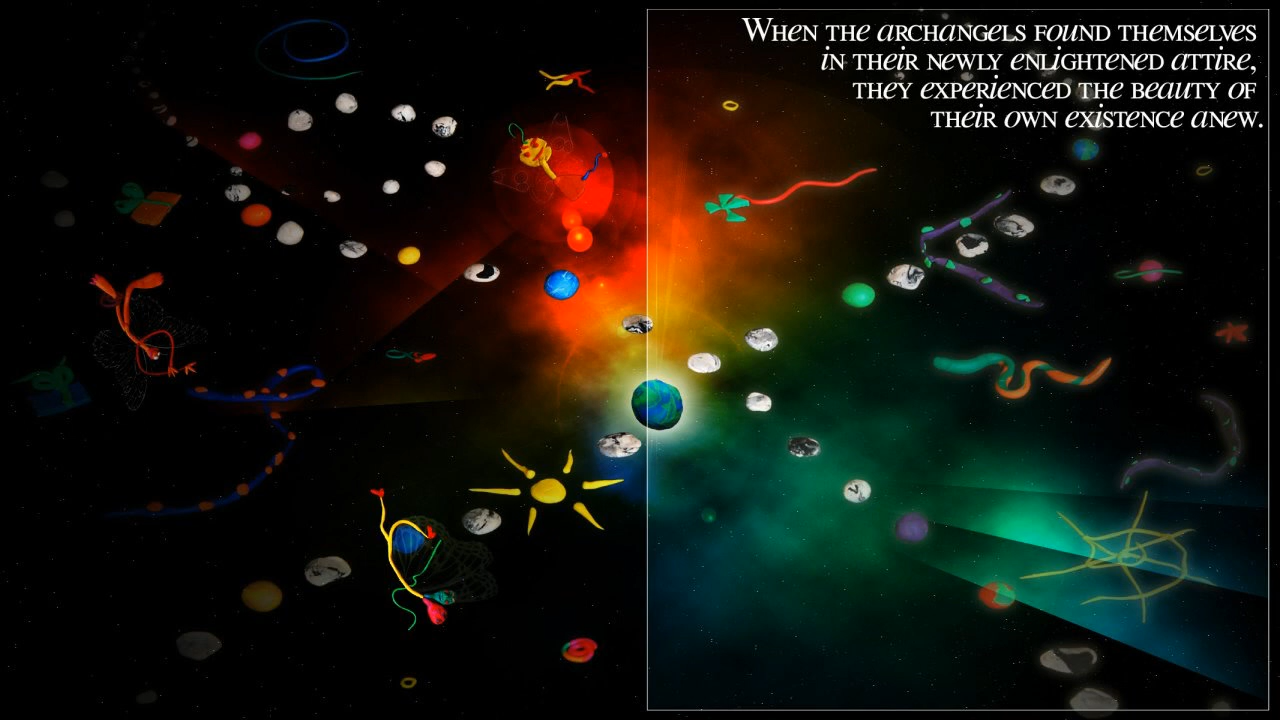 When the archangels found themselves
in their newly enlightened attire,
they experienced the beauty of
their own existence anew.